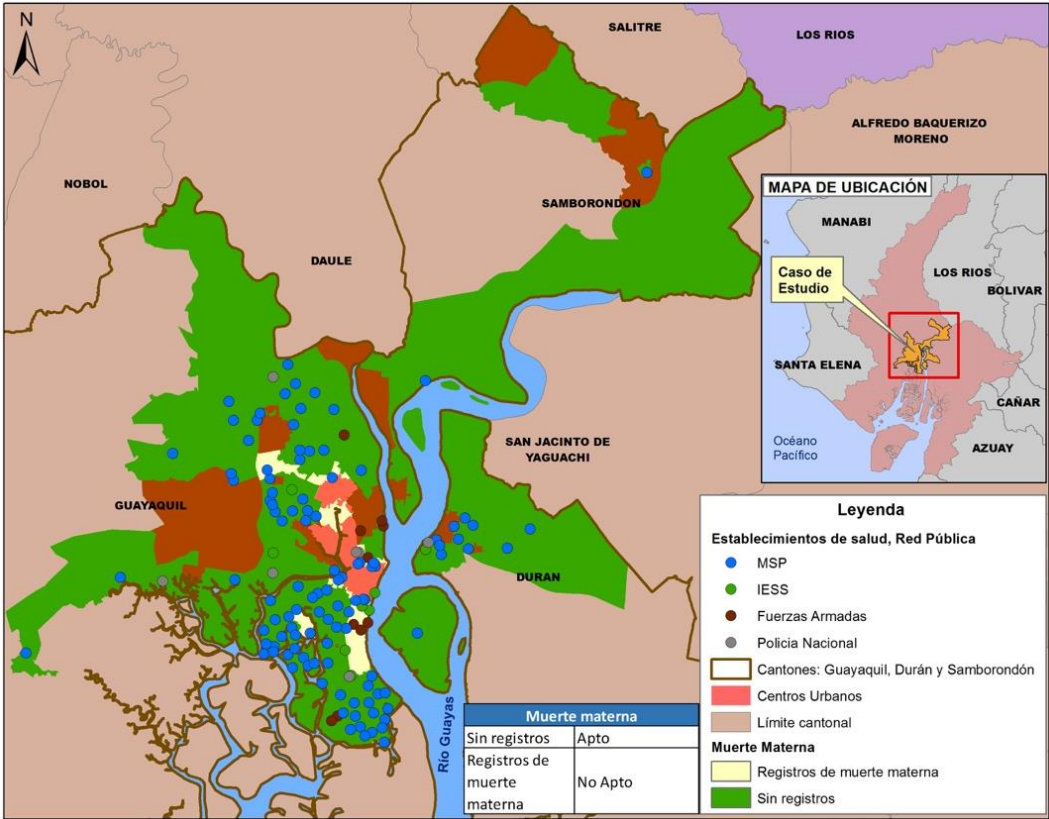 N
SALITRE
LOS RIOS
ALFREDO BAQUERIZO
MORENO
NOBOL
SAMBORONDON
DAULE
MAPA DE UBICACIÓN
MANABI
Caso de
Estudio
LOS RIOS
BOLIVAR
SANTA ELENA
CAÑAR
AZUAY
Océano
Pacífico
SAN JACINTO DE
YAGUACHI
GUAYAQUIL
DURAN
Río Guayas
Leyenda
Establecimientos de salud, Red Pública
MSP
IESS
Fuerzas Armadas
Policia Nacional
Cantones: Guayaquil, Durán y Samborondón
Centros Urbanos
Límite cantonal
Muerte Materna
Registros de muerte materna
Sin registros
Muerte materna
Sin registros Apto
Registros de
muerte No Apto
materna